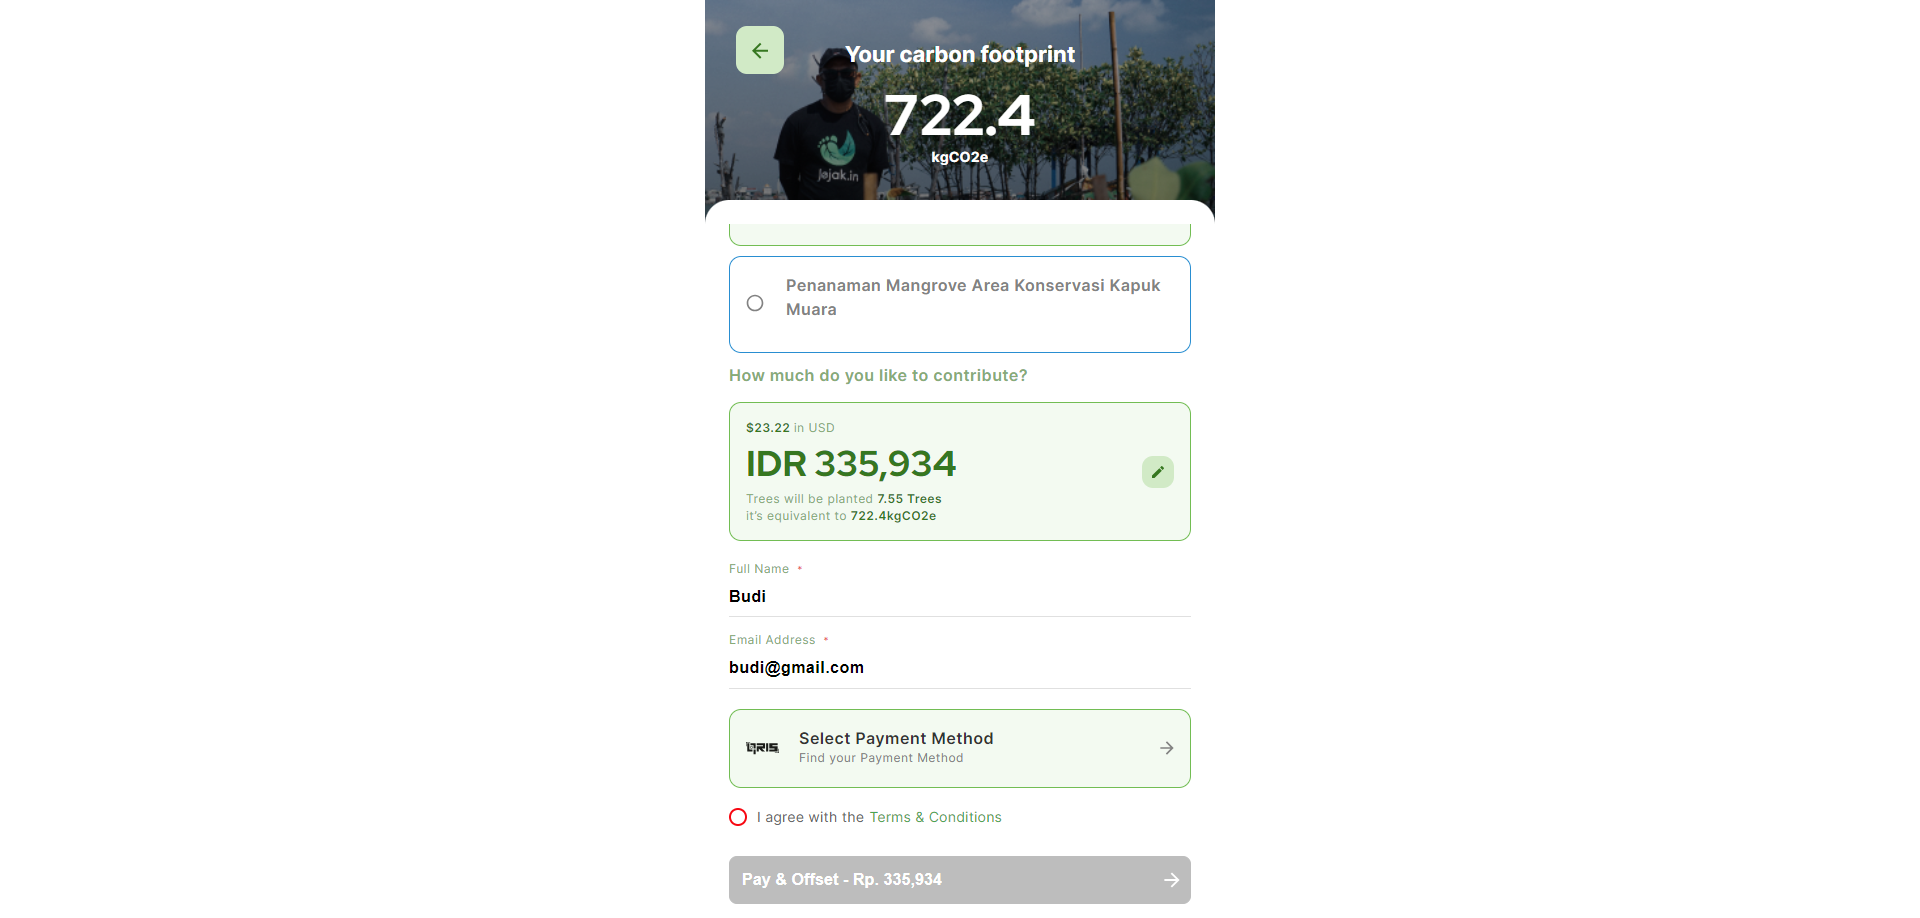 Your carbon footprint
722.4
kgCO2e
jejak.in
Penanaman Mangrove Area Konservasi Kapuk
Muara
How much do you like to contribute?
$23.22 in USD
IDR 335,934
Trees will be planted 7.55 Trees
it's equivalent to 722.4kgCO2e
Full Name *
Budi
Email Address *
budi@gmail.com
QRIS
Select Payment Method
Find your Payment Method
I agree with the Terms & Conditions
Pay & Offset - Rp. 335,934